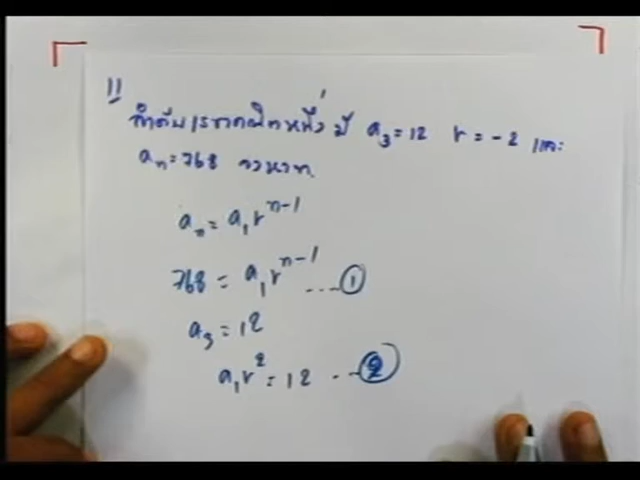 11
ลำดับเรขาคณิตหนึ่ง มี a₃ = 12 r = -2 และ
aₙ = 768 จงหา n
aₙ = a₁rⁿ⁻¹
768 = a₁rⁿ⁻¹ ....①
a₃ = 12
a₁r² = 12 ...②